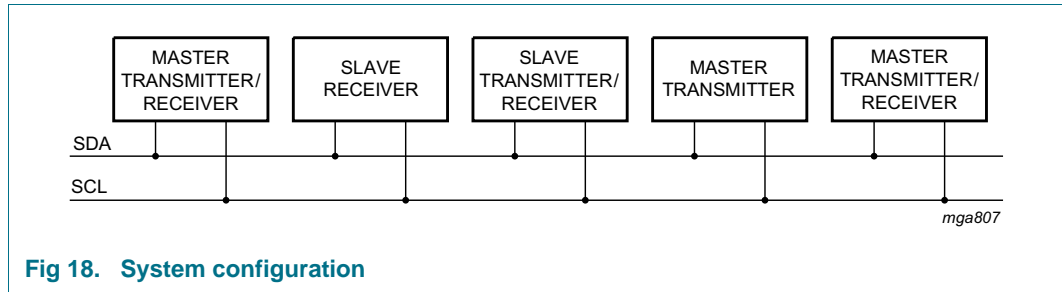 MASTER
TRANSMITTER/
RECEIVER
SLAVE
RECEIVER
SLAVE
TRANSMITTER/
RECEIVER
MASTER
TRANSMITTER
MASTER
TRANSMITTER/
RECEIVER
SDA
SCL
mga807
Fig 18. System configuration